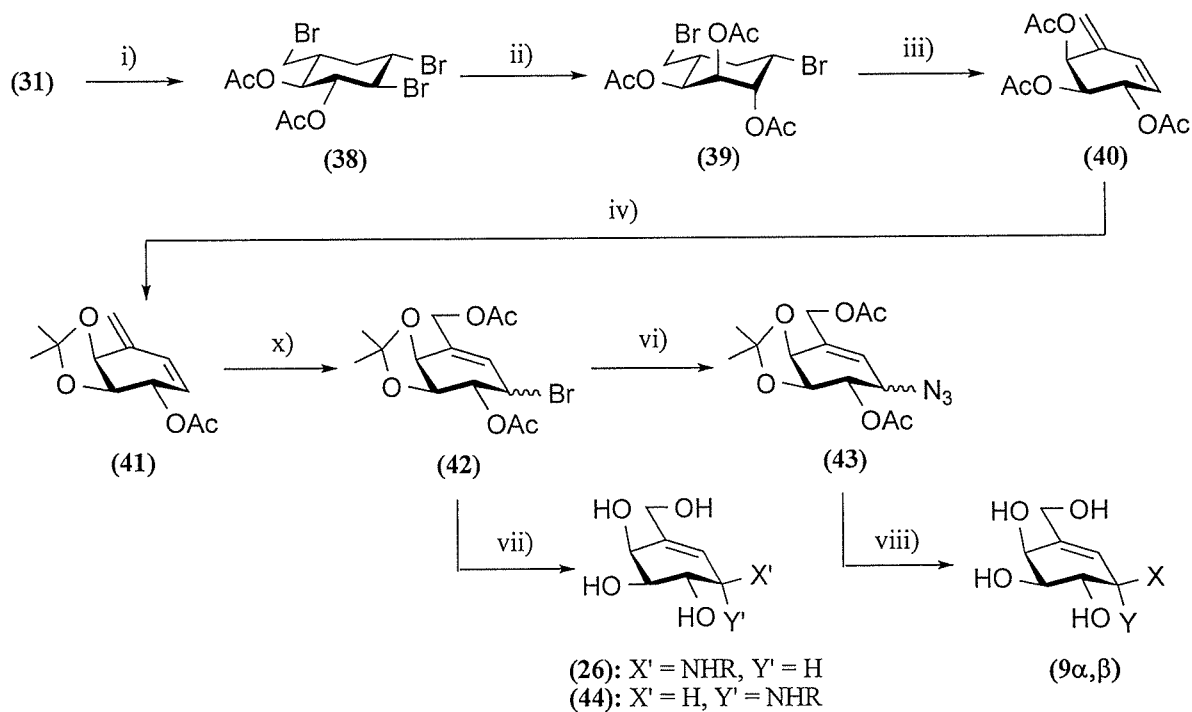 (31) i) ii) iii)
Br Br Br AcO AcO
(38)
Br OAc Br AcO OAc
(39)
AcO AcO OAc
(40)
iv)
O O OAc
(41)
x)
OAc O O Br OAc
(42)
vi)
OAc O O N3 OAc
(43)
vii)
HO OH HO HO X' Y'
(26): X' = NHR, Y' = H
(44): X' = H, Y' = NHR
viii)
HO OH HO HO X Y
(9α,β)